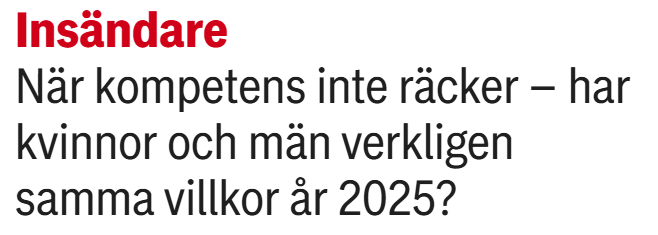 Insändare
När kompetens inte räcker – har
kvinnor och män verkligen
samma villkor år 2025?